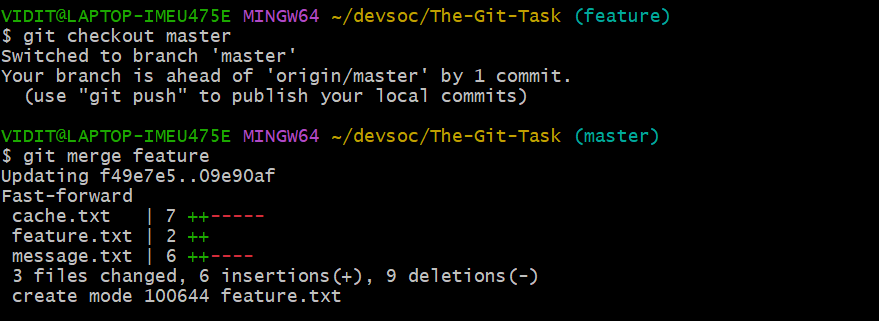 VIDIT@LAPTOP-IMEU475E MINGW64 ~/devsoc/The-Git-Task (feature)
$ git checkout master
Switched to branch 'master'
Your branch is ahead of 'origin/master' by 1 commit.
  (use "git push" to publish your local commits)

VIDIT@LAPTOP-IMEU475E MINGW64 ~/devsoc/The-Git-Task (master)
$ git merge feature
Updating f49e7e5..09e90af
Fast-forward
 cache.txt   | 7 ++-----
 feature.txt | 2 ++
 message.txt | 6 ++----
 3 files changed, 6 insertions(+), 9 deletions(-)
 create mode 100644 feature.txt